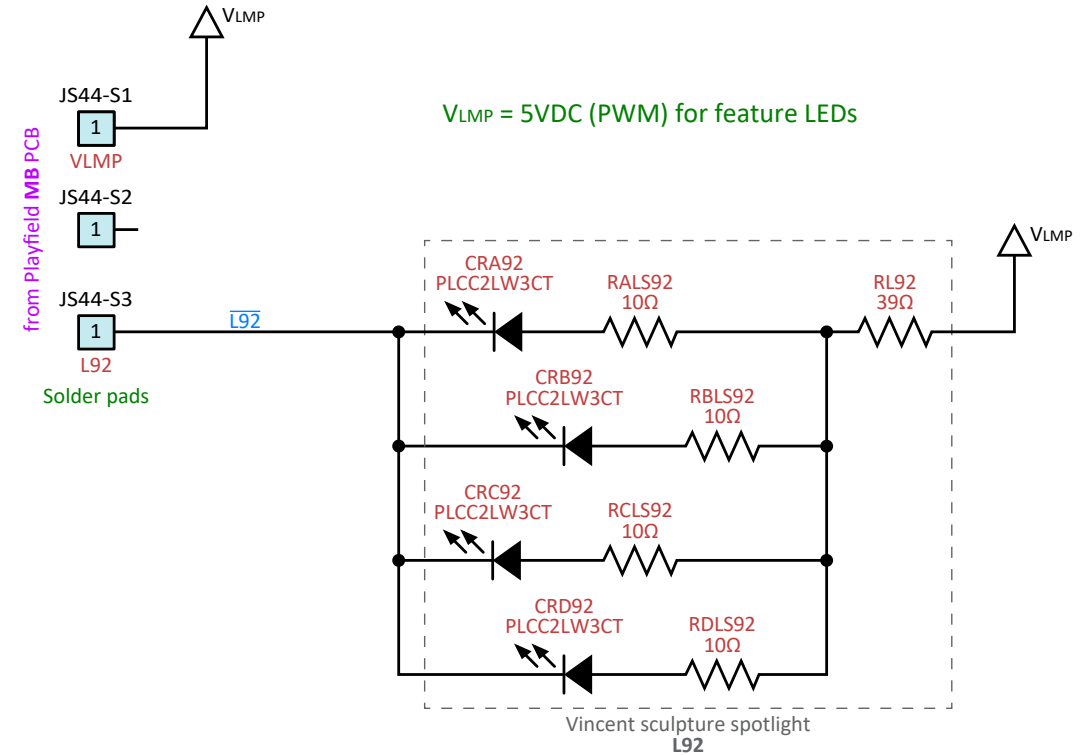 VLMP
JS44-S1
1
VLMP
VLMP = 5VDC (PWM) for feature LEDs
from Playfield MB PCB
JS44-S2
1
JS44-S3
1
L92
Solder pads
L92
VLMP
CRA92
PLCC2LW3CT
RALS92
10Ω
RL92
39Ω
CRB92
PLCC2LW3CT
RBLS92
10Ω
CRC92
PLCC2LW3CT
RCLS92
10Ω
CRD92
PLCC2LW3CT
RDLS92
10Ω
Vincent sculpture spotlight
L92